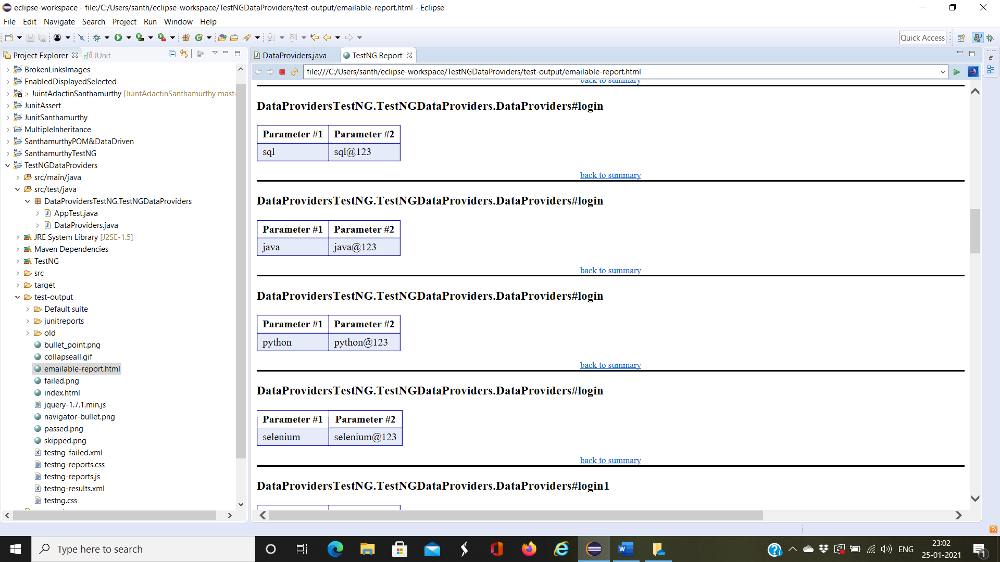 eclipse-workspace - file:/C:/Users/santh/eclipse-workspace/TestNGDataProviders/test-output/emailable-report.html - Eclipse
File Edit Navigate Search Project Run Window Help
Quick Access
Project Explorer JUnit
BrokenLinksImages
EnabledDisplayedSelected
> JuintAdactinSanthamurthy [JuintAdactinSanthamurthy mast
JunitAssert
JunitSanthamurthy
MultipleInheritance
SanthamurthyPOM&DataDriven
SanthamurthyTestNG
TestNGDataProviders
src/main/java
src/test/java
DataProvidersTestNG.TestNGDataProviders
AppTest.java
DataProviders.java
JRE System Library [J2SE-1.5]
Maven Dependencies
TestNG
src
target
test-output
Default suite
junitreports
old
bullet_point.png
collapseall.gif
emailable-report.html
failed.png
index.html
jquery-1.7.1.min.js
navigator-bullet.png
passed.png
skipped.png
testng-failed.xml
testng-reports.css
testng-reports.js
testng-results.xml
testng.css
DataProviders.java TestNG Report
file:///C:/Users/santh/eclipse-workspace/TestNGDataProviders/test-output/emailable-report.html
back to summary
DataProvidersTestNG.TestNGDataProviders.DataProviders#login
Parameter #1 Parameter #2
sql sql@123
back to summary
DataProvidersTestNG.TestNGDataProviders.DataProviders#login
Parameter #1 Parameter #2
java java@123
back to summary
DataProvidersTestNG.TestNGDataProviders.DataProviders#login
Parameter #1 Parameter #2
python python@123
back to summary
DataProvidersTestNG.TestNGDataProviders.DataProviders#login
Parameter #1 Parameter #2
selenium selenium@123
back to summary
DataProvidersTestNG.TestNGDataProviders.DataProviders#login1
Type here to search
ENG
23:02
25-01-2021
1